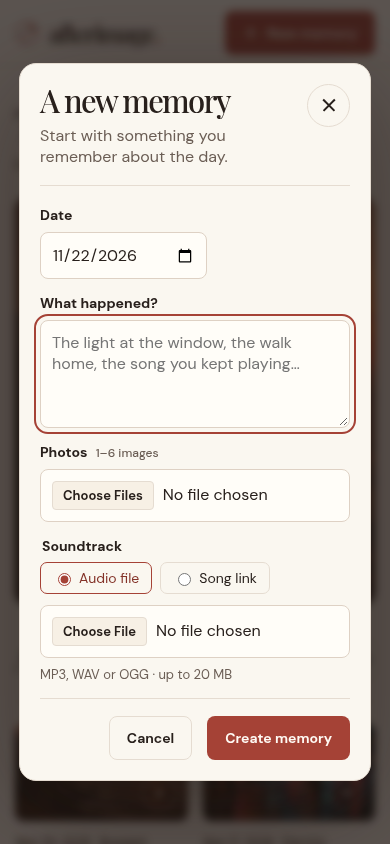 A new memory
Start with something you
remember about the day.
Date
11/22/2026
What happened?
The light at the window, the walk
home, the song you kept playing…
Photos 1–6 images
Choose Files No file chosen
Soundtrack
Audio file Song link
Choose File No file chosen
MP3, WAV or OGG · up to 20 MB
Cancel Create memory